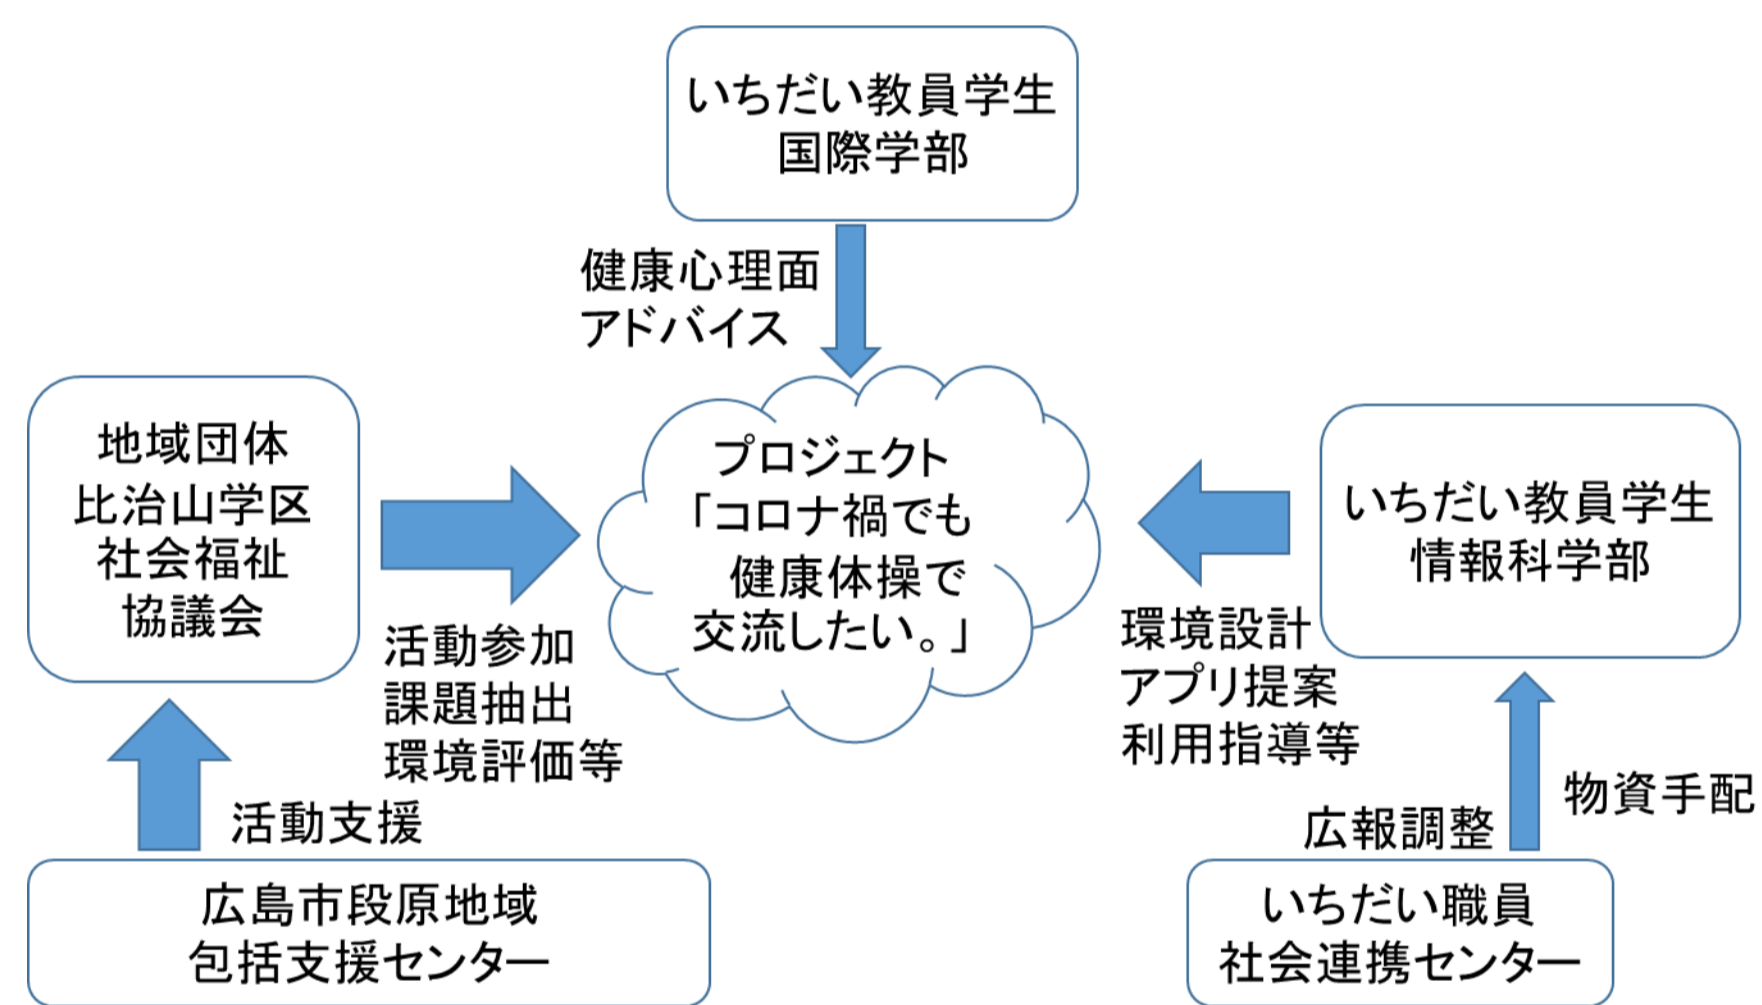 いちだい教員学生
国際学部
健康心理面
アドバイス
地域団体
比治山学区
社会福祉
協議会
プロジェクト
「コロナ禍でも
健康体操で
交流したい。」
いちだい教員学生
情報科学部
活動参加
課題抽出
環境評価等
環境設計
アプリ提案
利用指導等
活動支援
広報調整
物資手配
広島市段原地域
包括支援センター
いちだい職員
社会連携センター